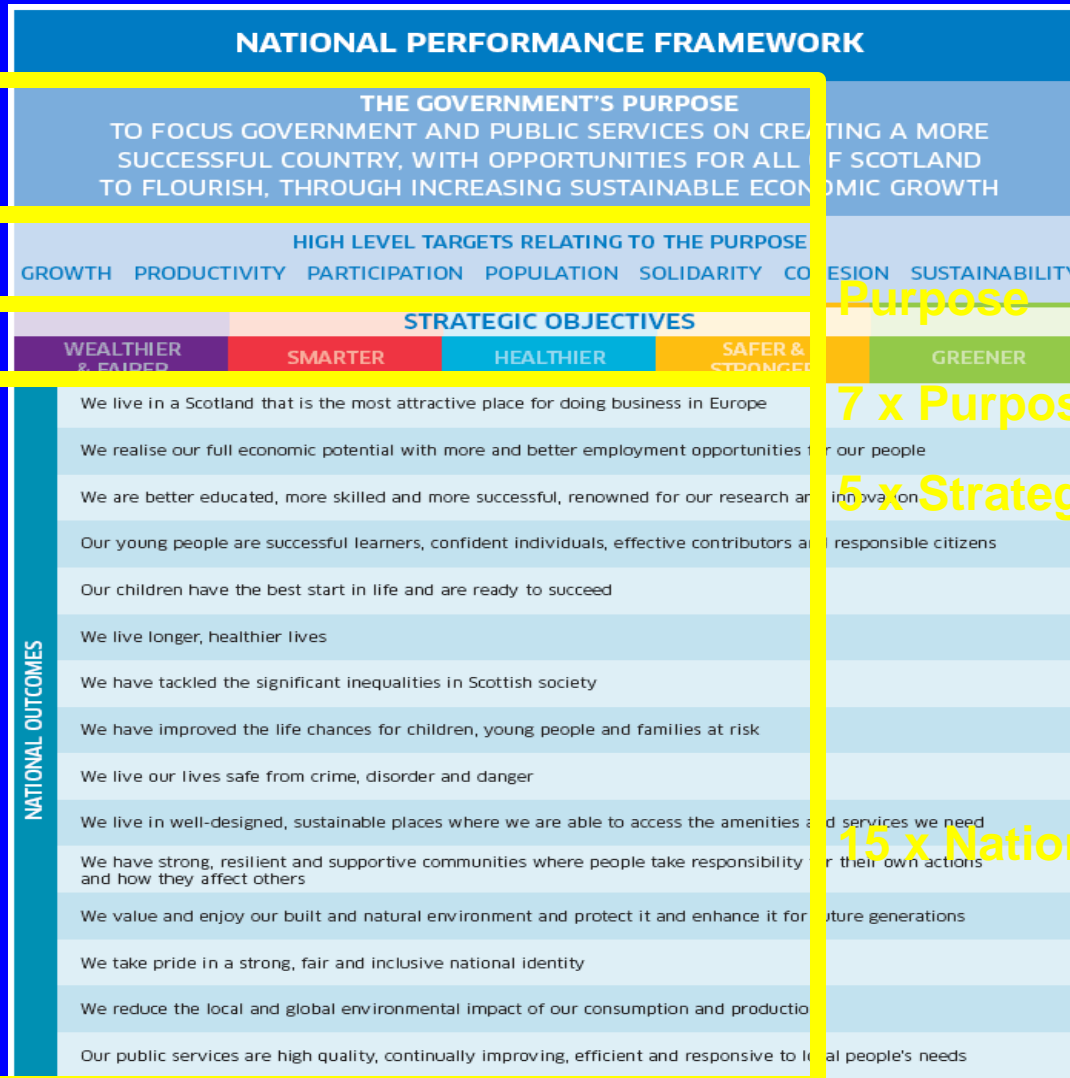 NATIONAL PERFORMANCE FRAMEWORK
THE GOVERNMENT'S PURPOSE
TO FOCUS GOVERNMENT AND PUBLIC SERVICES ON CREATING A MORE
SUCCESSFUL COUNTRY, WITH OPPORTUNITIES FOR ALL OF SCOTLAND
TO FLOURISH, THROUGH INCREASING SUSTAINABLE ECONOMIC GROWTH
HIGH LEVEL TARGETS RELATING TO THE PURPOSE
GROWTH PRODUCTIVITY PARTICIPATION POPULATION SOLIDARITY COHESION SUSTAINABILITY
Purpose
STRATEGIC OBJECTIVES
WEALTHIER
& FAIRER
SMARTER
HEALTHIER
SAFER &
STRONGER
GREENER
NATIONAL OUTCOMES
We live in a Scotland that is the most attractive place for doing business in Europe
7 x Purpos
We realise our full economic potential with more and better employment opportunities for our people
We are better educated, more skilled and more successful, renowned for our research and innovation
5 x Strateg
Our young people are successful learners, confident individuals, effective contributors and responsible citizens
Our children have the best start in life and are ready to succeed
We live longer, healthier lives
We have tackled the significant inequalities in Scottish society
We have improved the life chances for children, young people and families at risk
We live our lives safe from crime, disorder and danger
We live in well-designed, sustainable places where we are able to access the amenities and services we need
15 x Nation
We have strong, resilient and supportive communities where people take responsibility for their own actions
and how they affect others
We value and enjoy our built and natural environment and protect it and enhance it for future generations
We take pride in a strong, fair and inclusive national identity
We reduce the local and global environmental impact of our consumption and production
Our public services are high quality, continually improving, efficient and responsive to local people's needs